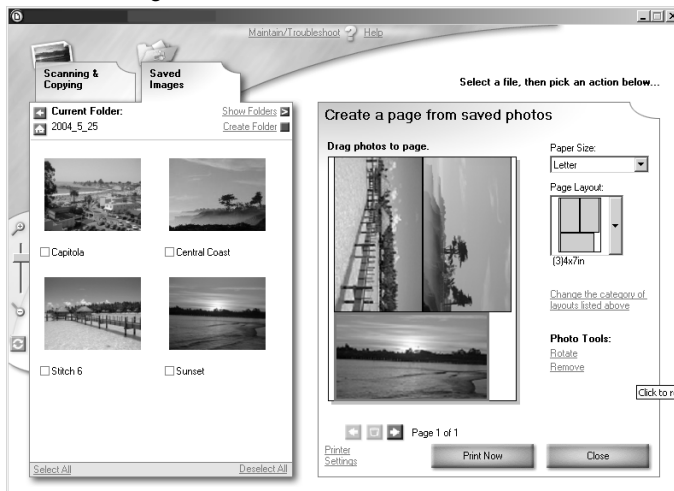 Maintain/Troubleshoot ? Help
Scanning &
Copying
Saved
Images
Select a file, then pick an action below...
Current Folder:
2004_5_25
Show Folders
Create Folder
Capitola
Central Coast
Stitch 6
Sunset
Select All
Deselect All
Create a page from saved photos
Drag photos to page.
Paper Size:
Letter
Page Layout:
(3)4x7in
Change the category of
layouts listed above
Photo Tools:
Rotate
Remove
Page 1 of 1
Printer
Settings
Print Now
Close